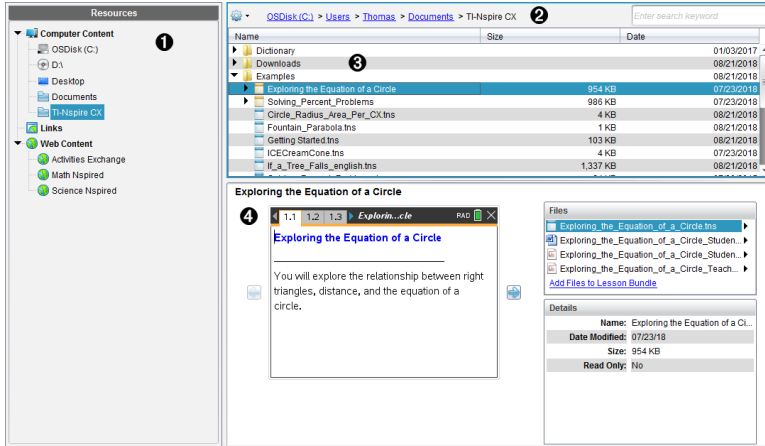 Resources
Computer Content
❶
OSDisk (C:)
D:\
Desktop
Documents
TI-Nspire CX
Links
Web Content
Activities Exchange
Math Nspired
Science Nspired
OSDisk (C:) > Users > Thomas > Documents > TI-Nspire CX ❷ Enter search keyword
Name Size Date
Dictionary 01/03/2017
Downloads ❸ 08/21/2018
Examples 08/21/2018
Exploring the Equation of a Circle 954 KB 07/23/2018
Solving_Percent_Problems 986 KB 07/23/2018
Circle_Radius_Area_Per_CX.tns 4 KB 08/21/2018
Fountain_Parabola.tns 1 KB 08/21/2018
Getting Started.tns 103 KB 08/21/2018
ICECreamCone.tns 4 KB 07/23/2018
If_a_Tree_Falls_english.tns 1,337 KB 08/21/2018
Exploring the Equation of a Circle
❹ 1.1 1.2 1.3 Explorin...cle RAD
Exploring the Equation of a Circle
You will explore the relationship between right
triangles, distance, and the equation of a
circle.
Files
Exploring_the_Equation_of_a_Circle.tns
Exploring_the_Equation_of_a_Circle_Studen...
Exploring_the_Equation_of_a_Circle_Studen...
Exploring_the_Equation_of_a_Circle_Teach...
Add Files to Lesson Bundle
Details
Name: Exploring the Equation of a Ci...
Date Modified: 07/23/18
Size: 954 KB
Read Only: No